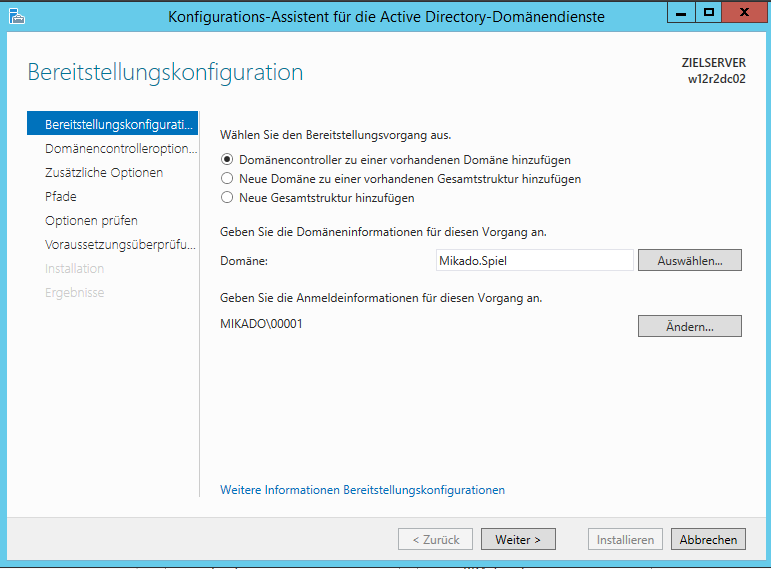 Konfigurations-Assistent für die Active Directory-Domänendienste
Bereitstellungskonfiguration
ZIELSERVER
w12r2dc02
Bereitstellungskonfigurati...
Domänencontrolleroption...
Zusätzliche Optionen
Pfade
Optionen prüfen
Voraussetzungsüberprüfu...
Installation
Ergebnisse
Wählen Sie den Bereitstellungsvorgang aus.
Domänencontroller zu einer vorhandenen Domäne hinzufügen
Neue Domäne zu einer vorhandenen Gesamtstruktur hinzufügen
Neue Gesamtstruktur hinzufügen
Geben Sie die Domäneninformationen für diesen Vorgang an.
Domäne: Mikado.Spiel Auswählen...
Geben Sie die Anmeldeinformationen für diesen Vorgang an.
MIKADO\00001 Ändern...
Weitere Informationen Bereitstellungskonfigurationen
< Zurück Weiter > Installieren Abbrechen